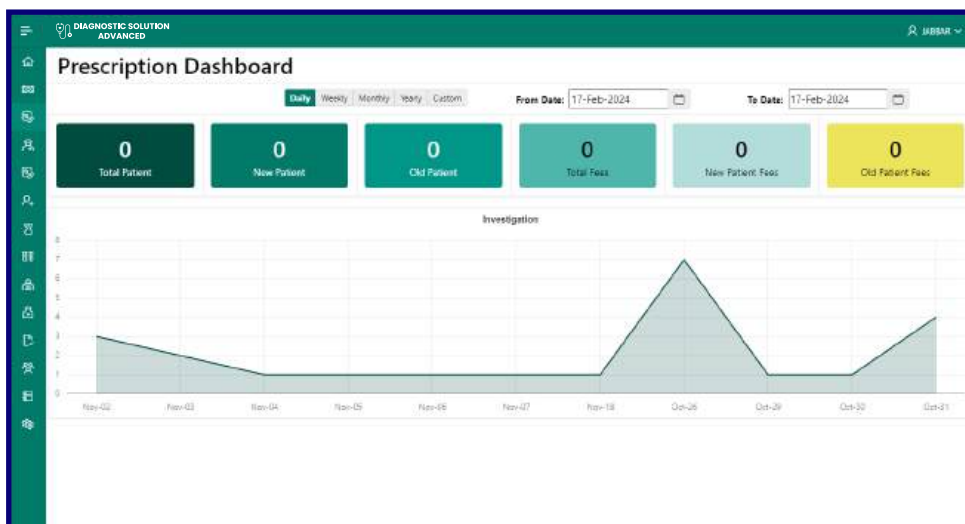 DIAGNOSTIC SOLUTION
ADVANCED
JABBAR
Prescription Dashboard
Daily Weekly Monthly Yearly Custom From Date: 17-Feb-2024 To Date: 17-Feb-2024
0 0 0 0 0 0
Total Patient New Patient Old Patient Total Fees New Patient Fees Old Patient Fees
Investigation
8
7
6
5
4
3
2
1
0
Nov-02 Nov-03 Nov-04 Nov-05 Nov-06 Nov-07 Nov-18 Oct-26 Oct-29 Oct-30 Oct-31